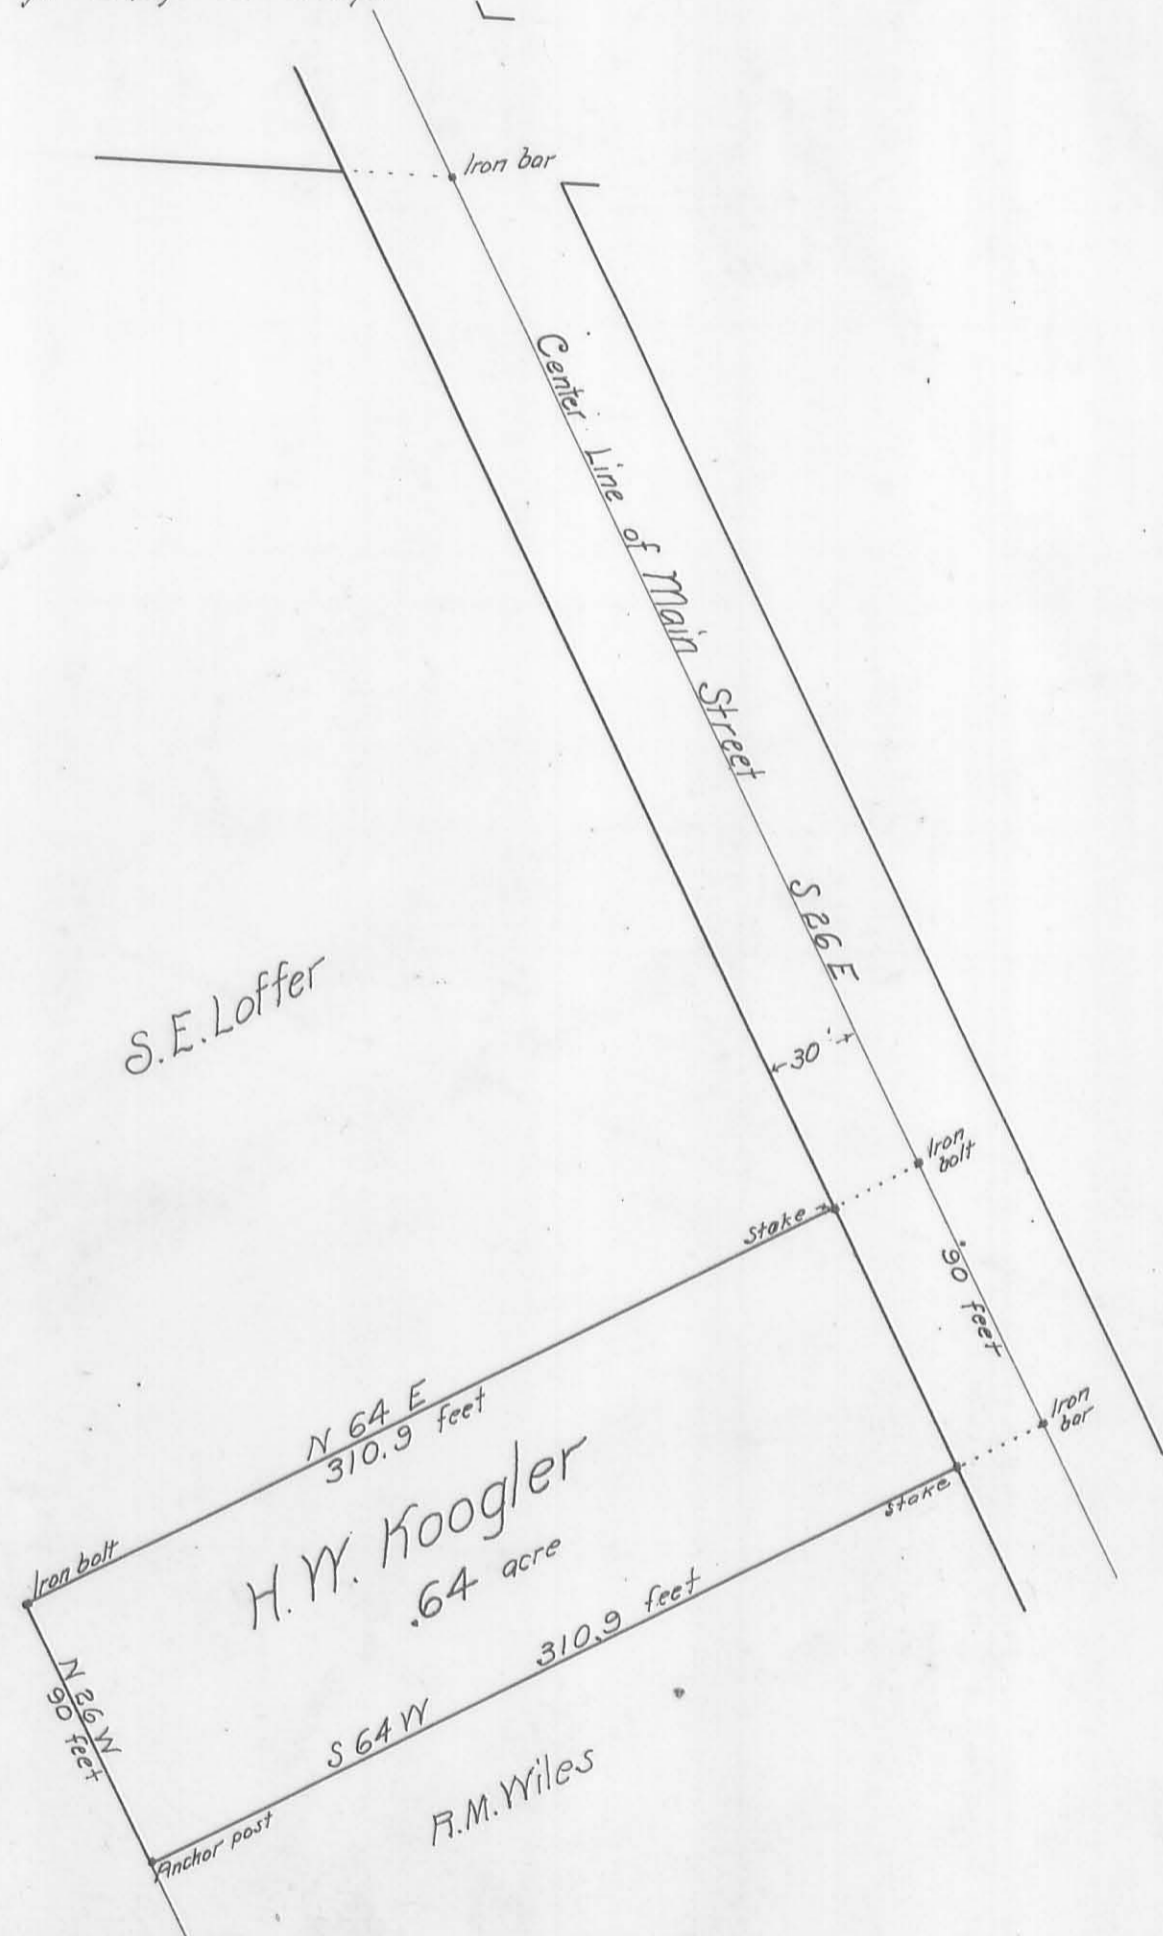 Iron bar
Center Line of Main Street S 26 E
S.E. Loffer
30'
Iron
bolt
stake
90 feet
N 64 E
310.9 feet
Iron
bar
H. W. Koogler
.64 acre
stake
Iron bolt
310.9 feet
S 64 W
N 26 W
90 feet
R.M. Wiles
Anchor post